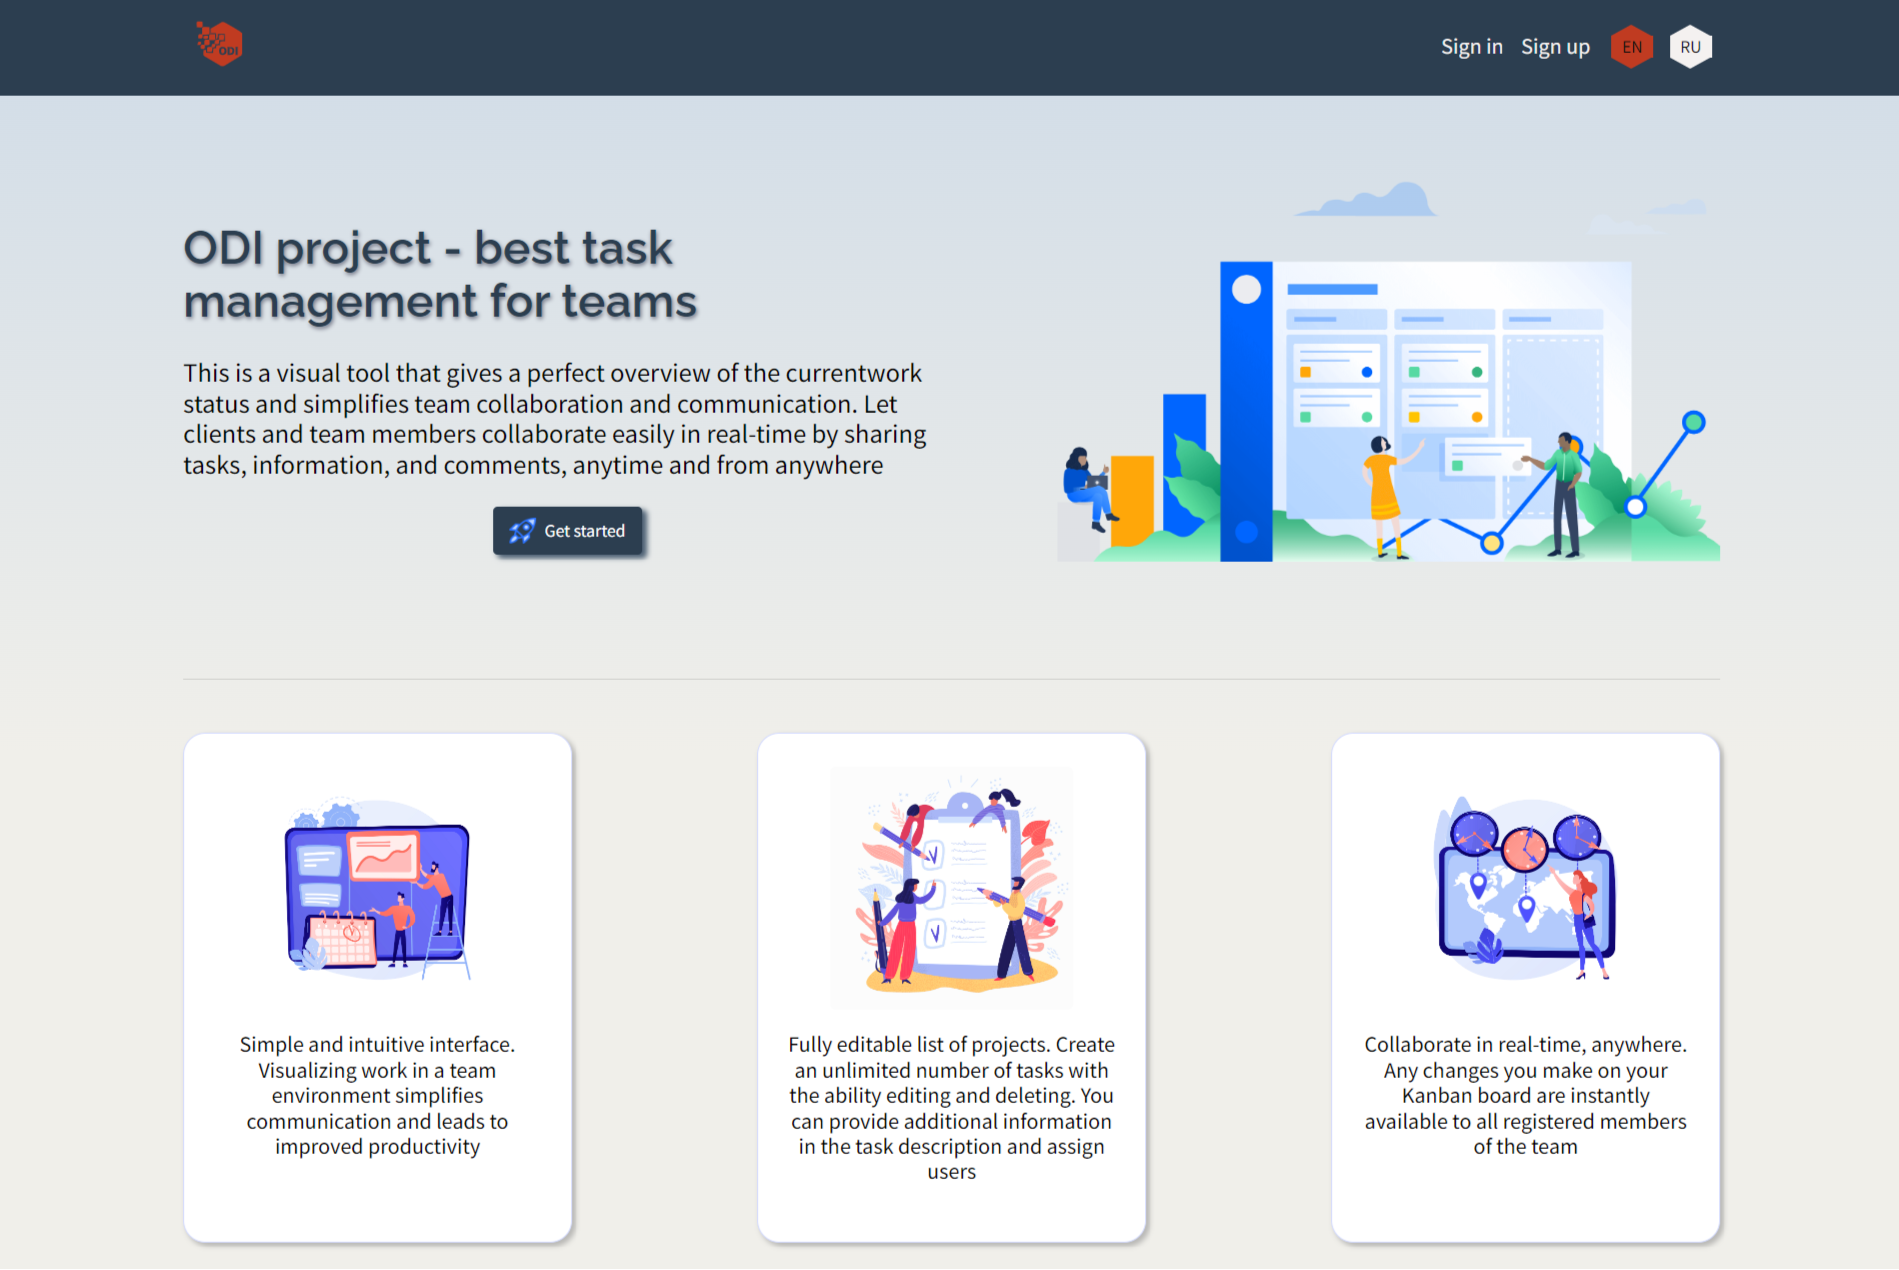 ODI
Sign in
Sign up
EN
RU
ODI project - best task
management for teams
This is a visual tool that gives a perfect overview of the currentwork
status and simplifies team collaboration and communication. Let
clients and team members collaborate easily in real-time by sharing
tasks, information, and comments, anytime and from anywhere
Get started
Simple and intuitive interface.
Visualizing work in a team
environment simplifies
communication and leads to
improved productivity
Fully editable list of projects. Create
an unlimited number of tasks with
the ability editing and deleting. You
can provide additional information
in the task description and assign
users
Collaborate in real-time, anywhere.
Any changes you make on your
Kanban board are instantly
available to all registered members
of the team